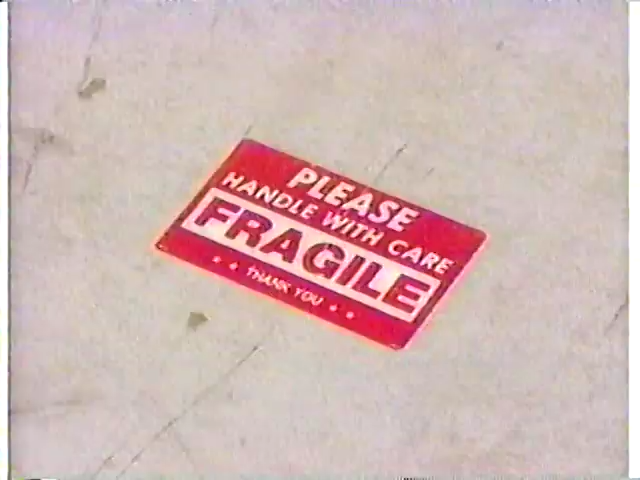 PLEASE
HANDLE WITH CARE
FRAGILE
* * THANK YOU * *